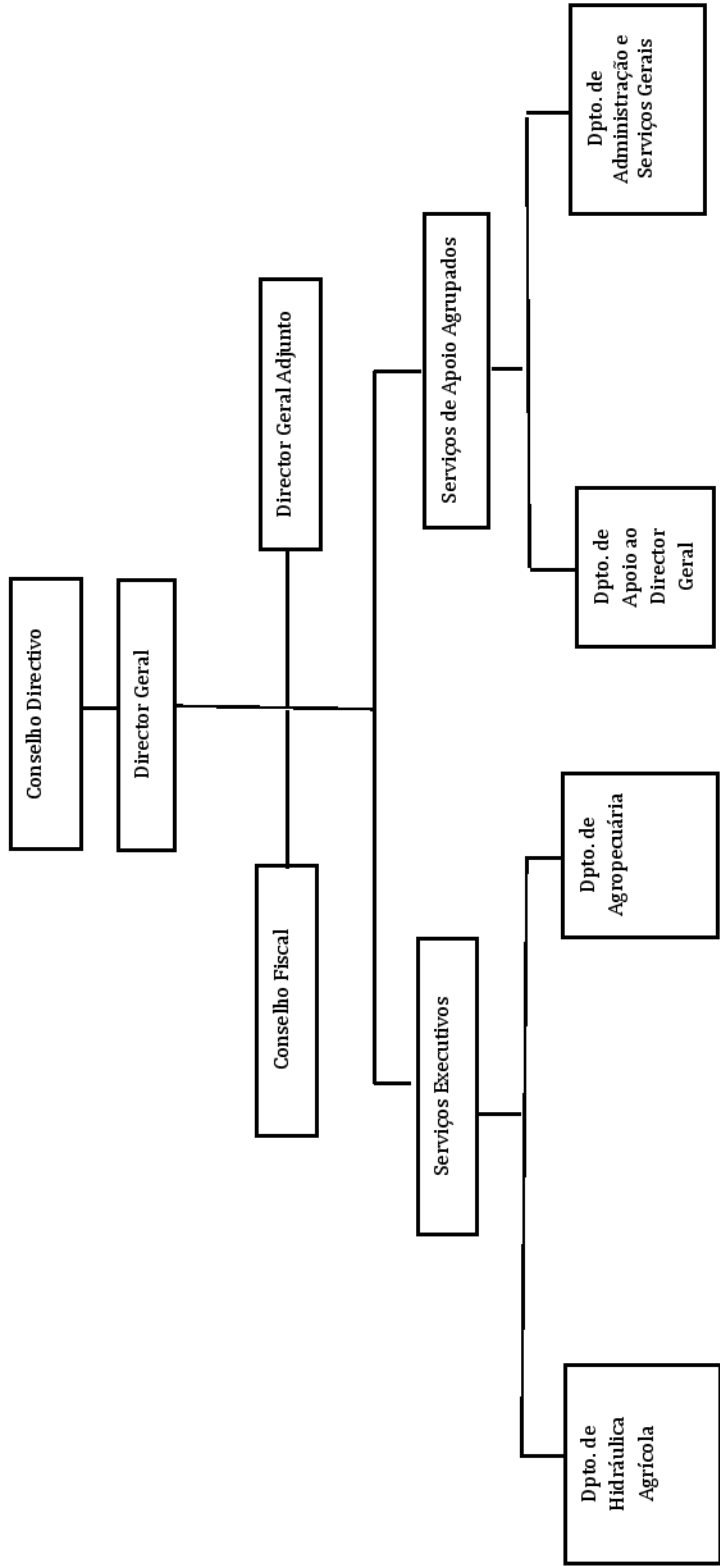 Conselho Directivo
Director Geral
Conselho Fiscal
Director Geral Adjunto
Serviços Executivos
Serviços de Apoio Agrupados
Dpto. de
Hidráulica
Agrícola
Dpto. de
Agropecuária
Dpto. de
Apoio ao
Director
Geral
Dpto. de
Administração e
Serviços Gerais